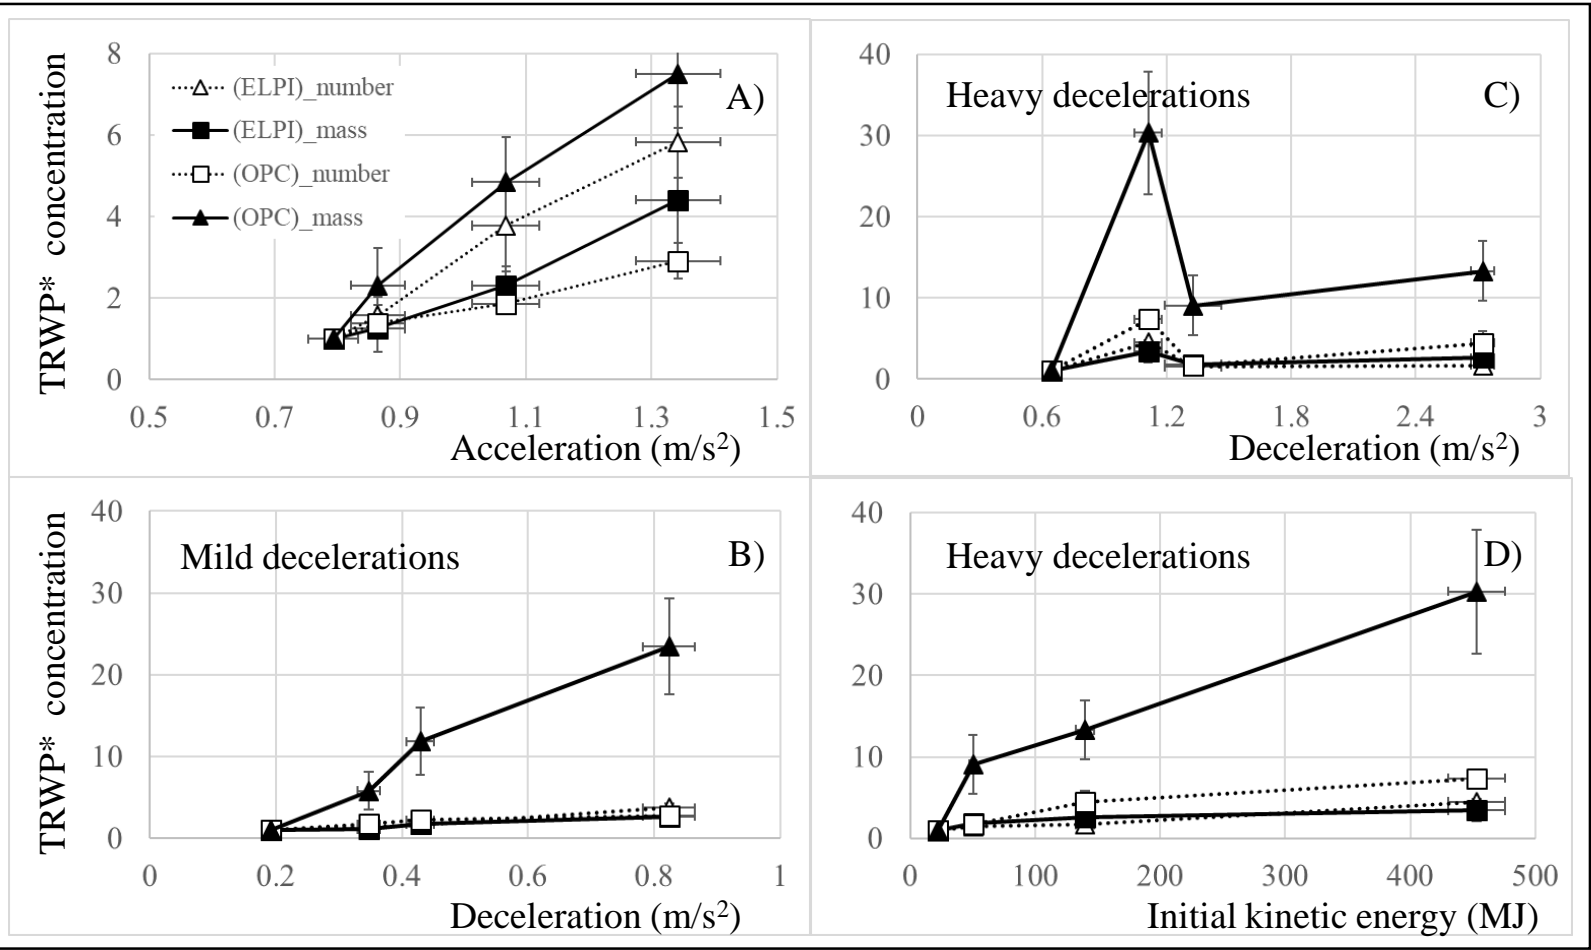 TRWP* concentration
8
6
4
2
0
(ELPI)_number
(ELPI)_mass
(OPC)_number
(OPC)_mass
A)
0.5 0.7 0.9 1.1 1.3 1.5
Acceleration (m/s²)
40
30
20
10
0
Heavy decelerations
C)
0 0.6 1.2 1.8 2.4 3
Deceleration (m/s²)
TRWP* concentration
40
30
20
10
0
Mild decelerations
B)
0 0.2 0.4 0.6 0.8 1
Deceleration (m/s²)
40
30
20
10
0
Heavy decelerations
D)
0 100 200 300 400 500
Initial kinetic energy (MJ)